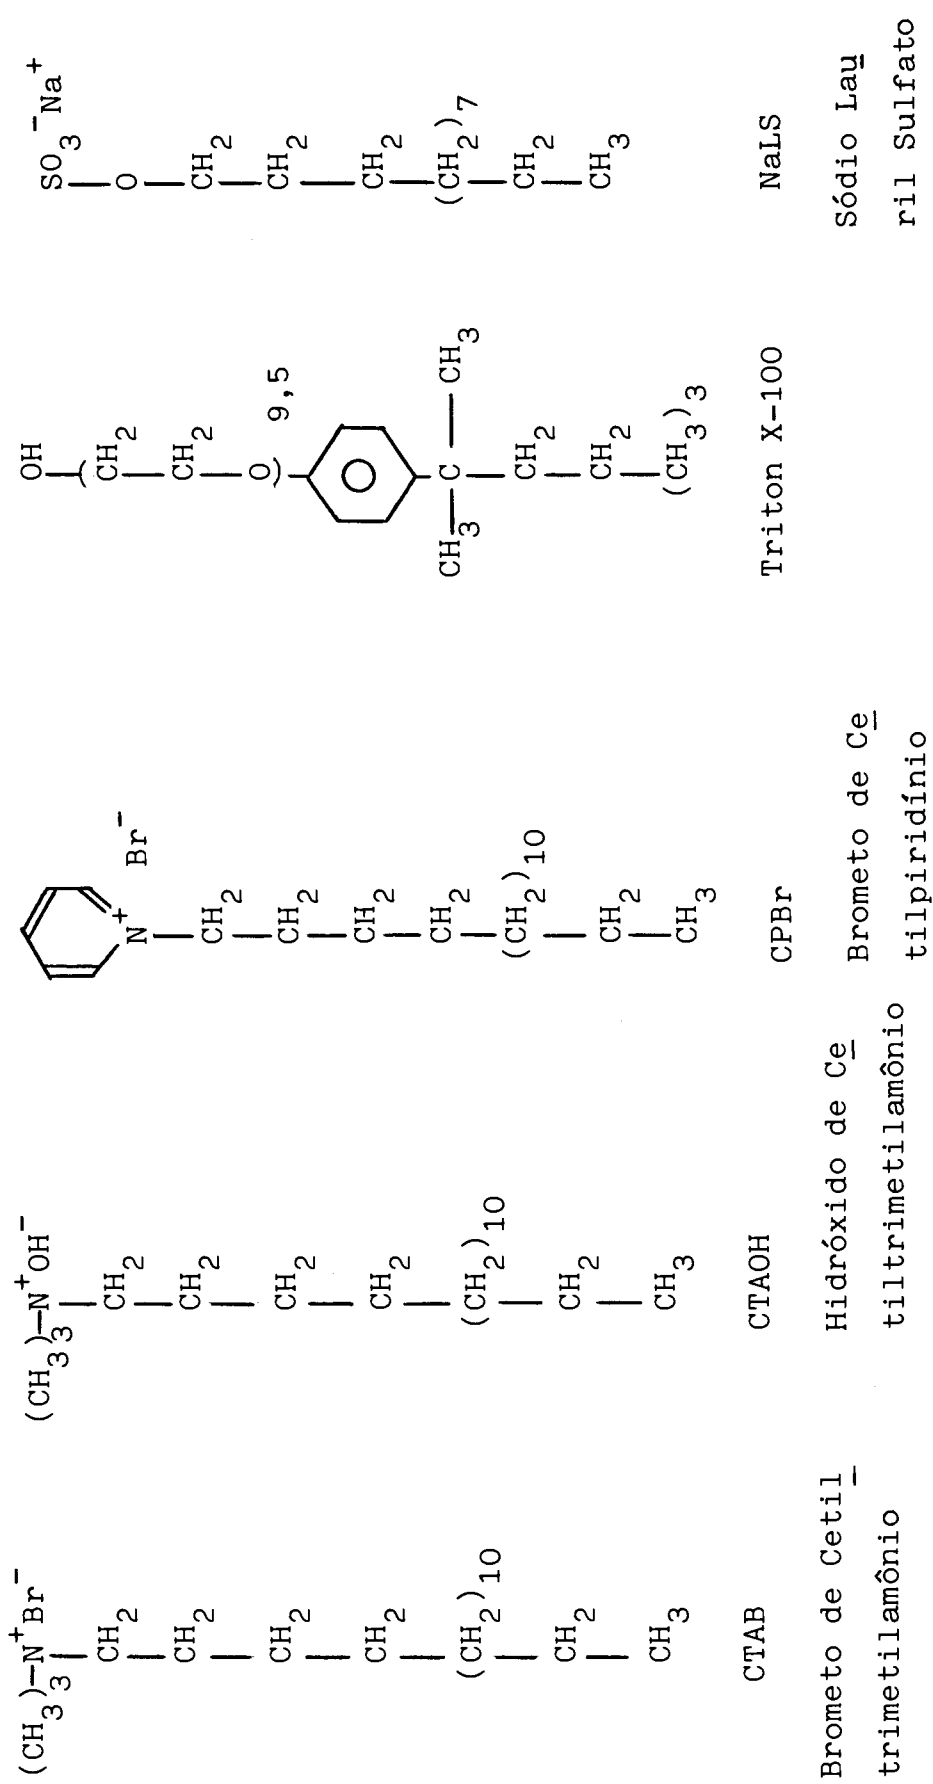 (CH₃)₃–N⁺Br⁻
CH₂
CH₂
CH₂
CH₂
(CH₂)₁₀
CH₂
CH₃
CTAB
Brometo de Cetil
trimetilamônio
(CH₃)₃–N⁺OH⁻
CH₂
CH₂
CH₂
CH₂
(CH₂)₁₀
CH₂
CH₃
CTAOH
Hidróxido de Ce
tiltrimetilamônio
N⁺ Br⁻
CH₂
CH₂
CH₂
CH₂
(CH₂)₁₀
CH₂
CH₃
CPBr
Brometo de Ce
tilpiridínio
OH
(CH₂
CH₂
O)9,5
CH₃–C–CH₃
CH₂
CH₂
(CH₃)₃
Triton X-100
SO₃⁻Na⁺
O
CH₂
CH₂
CH₂
(CH₂)₇
CH₂
CH₃
NaLS
Sódio Lau
ril Sulfato